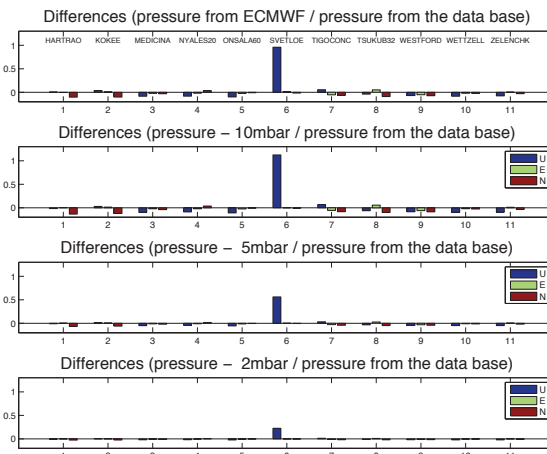 Differences (pressure from ECMWF / pressure from the data base)
HARTRAO KOKEE MEDICINA NYALES20 ONSALA60 SVETLOE TIGOCONC TSUKUB32 WESTFORD WETTZELL ZELENCHK
1
0.5
0
1 2 3 4 5 6 7 8 9 10 11
Differences (pressure − 10mbar / pressure from the data base)
1
0.5
0
U
E
N
1 2 3 4 5 6 7 8 9 10 11
Differences (pressure − 5mbar / pressure from the data base)
1
0.5
0
U
E
N
1 2 3 4 5 6 7 8 9 10 11
Differences (pressure − 2mbar / pressure from the data base)
1
0.5
0
U
E
N